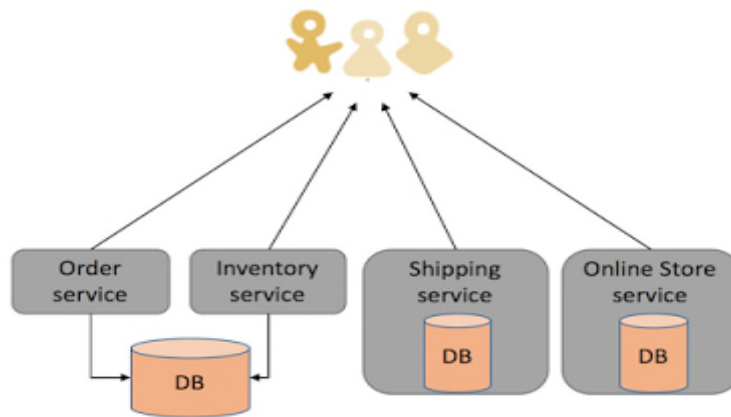 Order
service
Inventory
service
Shipping
service
Online Store
service
DB
DB
DB